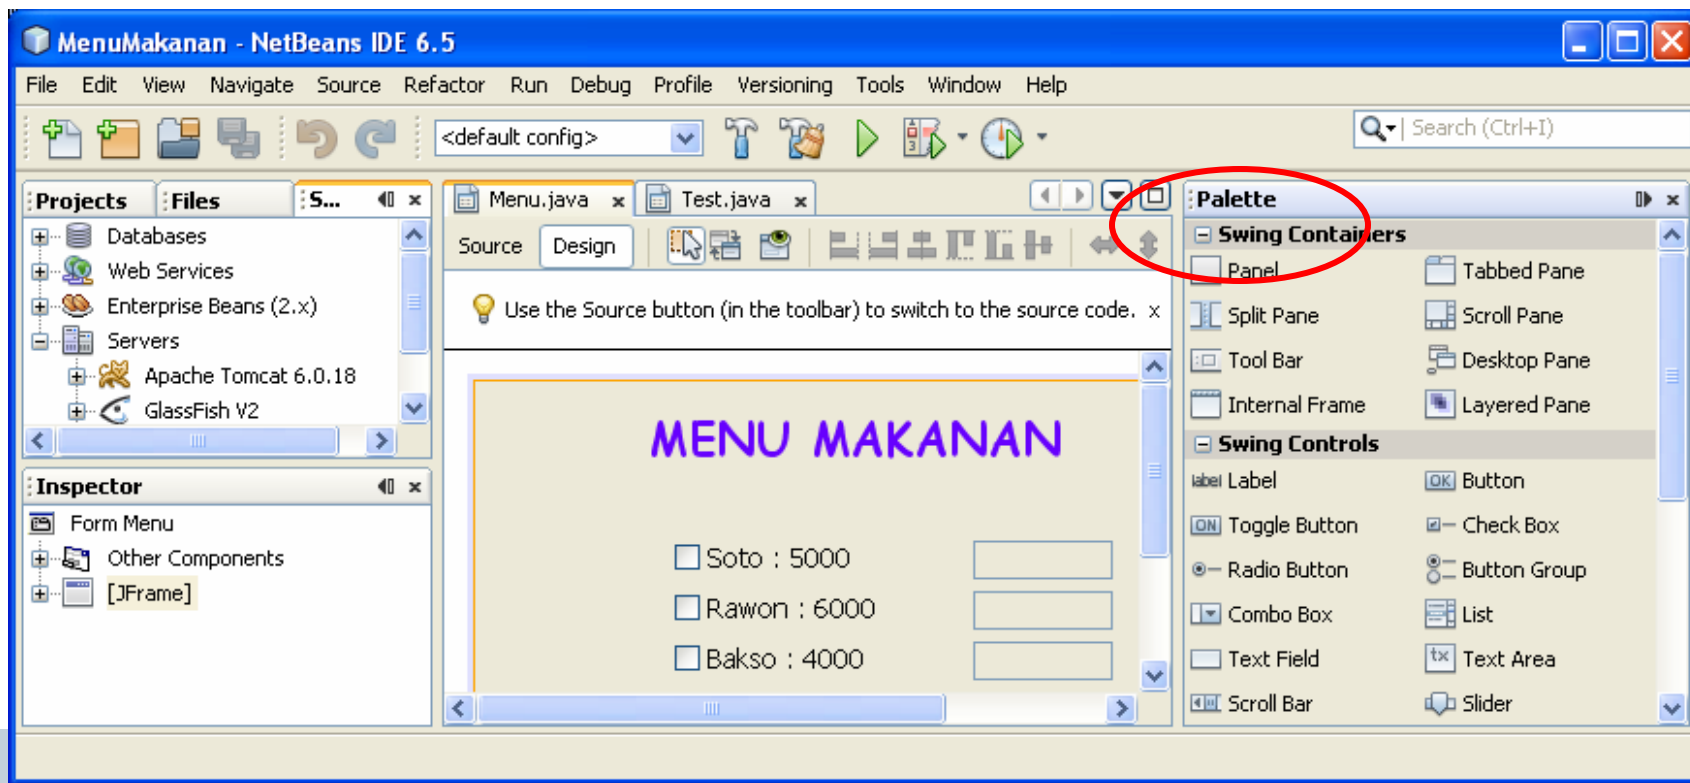 MenuMakanan - NetBeans IDE 6.5
File Edit View Navigate Source Refactor Run Debug Profile Versioning Tools Window Help
<default config>
Search (Ctrl+I)
Projects Files S...
Databases
Web Services
Enterprise Beans (2.x)
Servers
Apache Tomcat 6.0.18
GlassFish V2
Inspector
Form Menu
Other Components
[JFrame]
Menu.java x Test.java x
Source Design
Use the Source button (in the toolbar) to switch to the source code. x
MENU MAKANAN
Soto : 5000
Rawon : 6000
Bakso : 4000
Palette
Swing Containers
Panel Tabbed Pane
Split Pane Scroll Pane
Tool Bar Desktop Pane
Internal Frame Layered Pane
Swing Controls
label Label OK Button
ON Toggle Button Check Box
Radio Button Button Group
Combo Box List
Text Field tx Text Area
Scroll Bar Slider